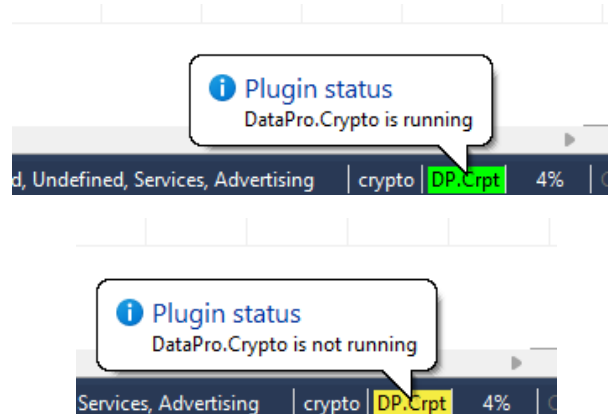 Plugin status
DataPro.Crypto is running
d, Undefined, Services, Advertising crypto DP.Crpt 4%
Plugin status
DataPro.Crypto is not running
Services, Advertising crypto DP.Crpt 4%